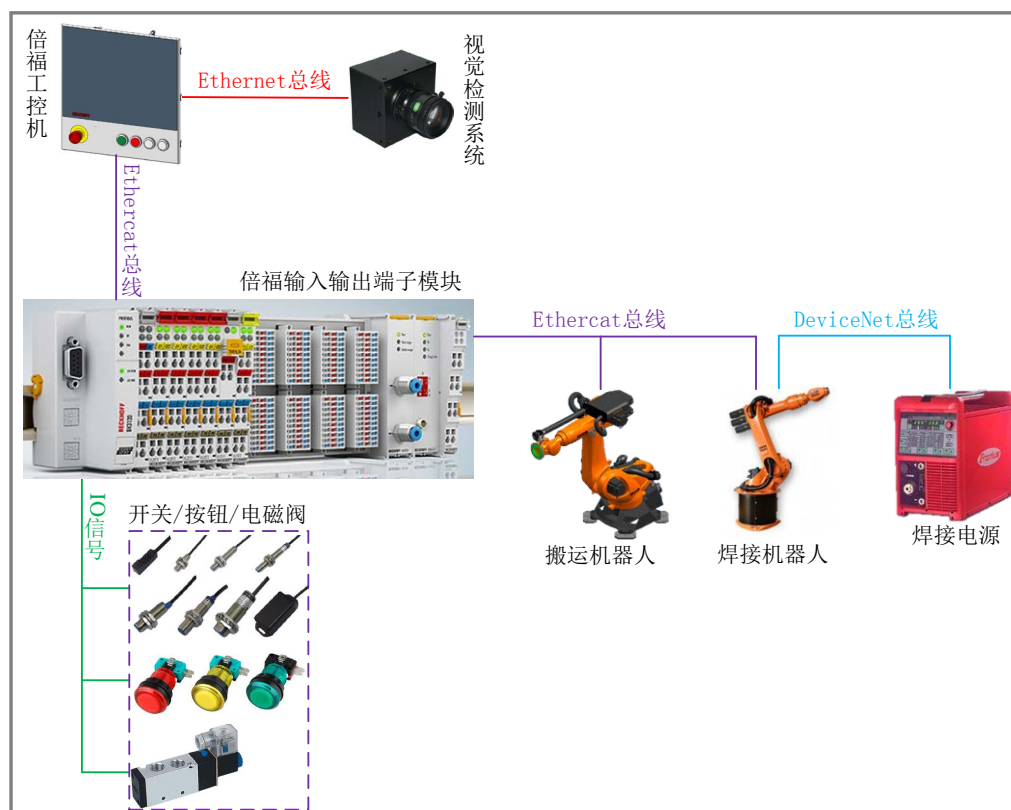 倍福工控机
Ethernet总线
视觉检测系统
Ethercat总线
倍福输入输出端子模块
Ethercat总线
DeviceNet总线
BECKHOFF
IO信号
开关/按钮/电磁阀
搬运机器人
焊接机器人
焊接电源